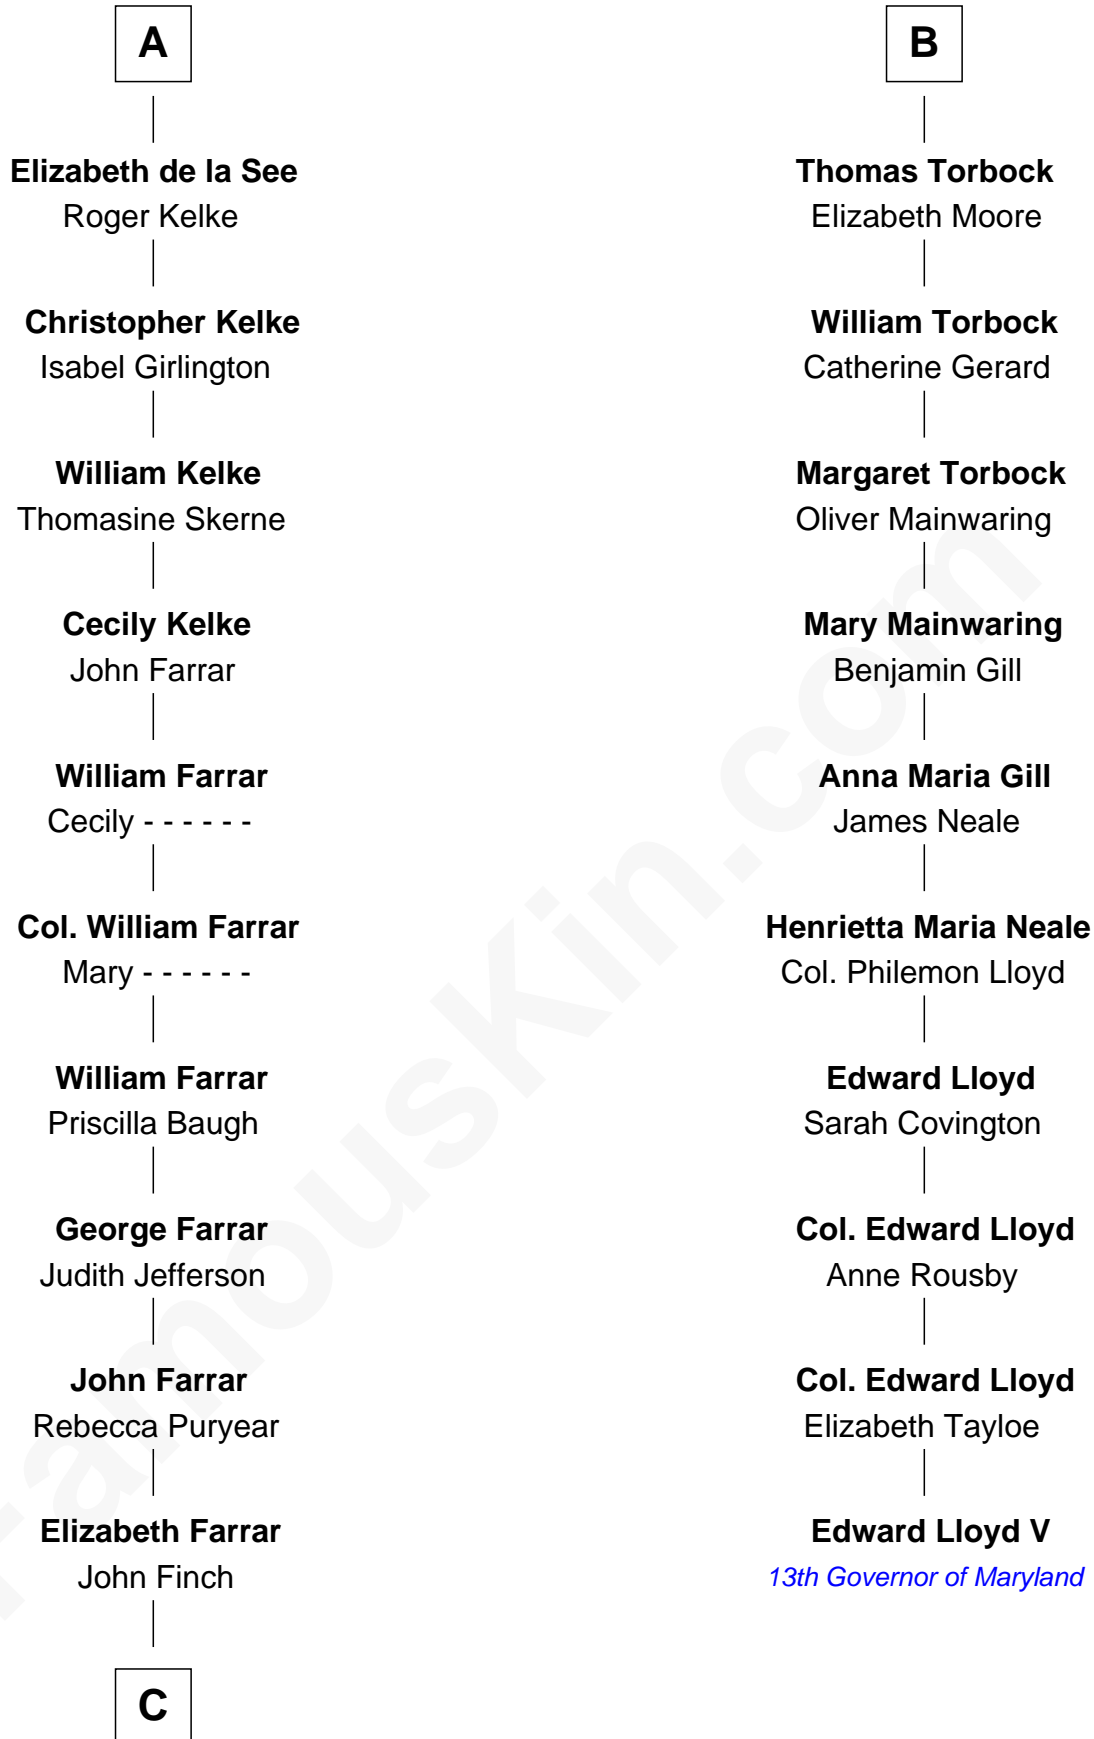 A
Elizabeth de la See
Roger Kelke
Christopher Kelke
Isabel Girlington
William Kelke
Thomasine Skerne
Cecily Kelke
John Farrar
William Farrar
Cecily - - - - - -
Col. William Farrar
Mary - - - - - -
William Farrar
Priscilla Baugh
George Farrar
Judith Jefferson
John Farrar
Rebecca Puryear
Elizabeth Farrar
John Finch
C
B
Thomas Torbock
Elizabeth Moore
William Torbock
Catherine Gerard
Margaret Torbock
Oliver Mainwaring
Mary Mainwaring
Benjamin Gill
Anna Maria Gill
James Neale
Henrietta Maria Neale
Col. Philemon Lloyd
Edward Lloyd
Sarah Covington
Col. Edward Lloyd
Anne Rousby
Col. Edward Lloyd
Elizabeth Tayloe
Edward Lloyd V
13th Governor of Maryland
FamousKin.com